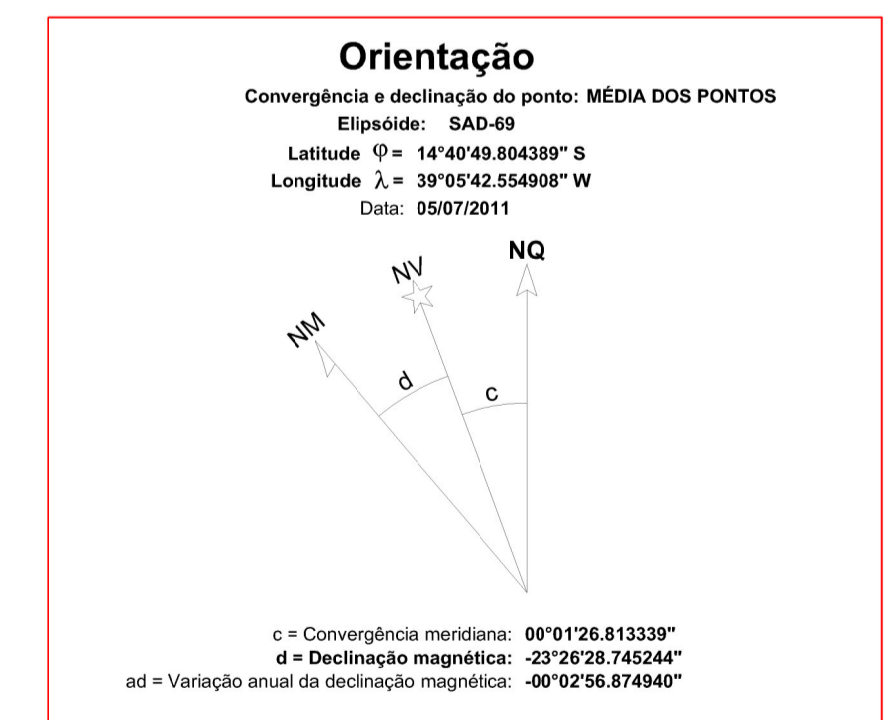 Orientação
Convergência e declinação do ponto: MÉDIA DOS PONTOS
Elipsóide: SAD-69
Latitude φ = 14°40'49.804389" S
Longitude λ = 39°05'42.554908" W
Data: 05/07/2011
NQ
NV
NM
d
c
c = Convergência meridiana: 00°01'26.813339"
d = Declinação magnética: -23°26'28.745244"
ad = Variação anual da declinação magnética: -00°02'56.874940"